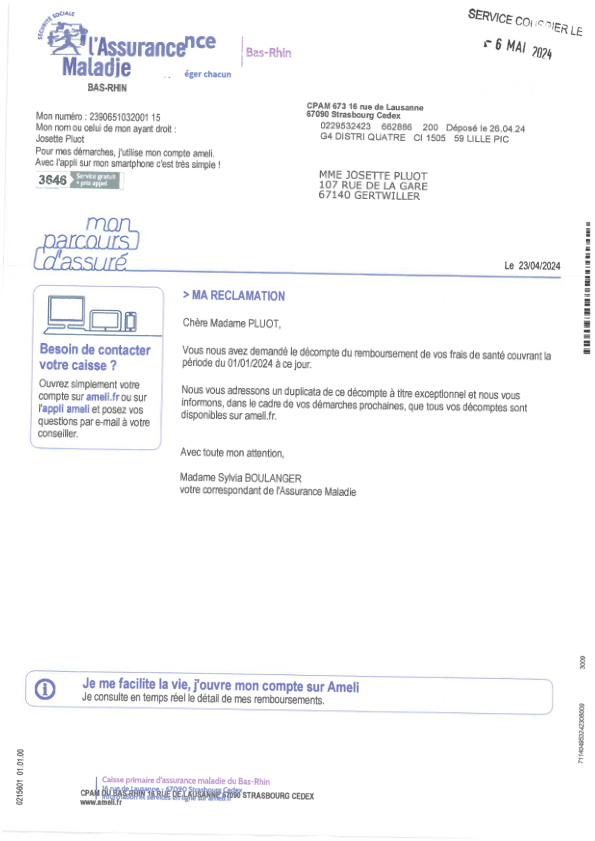 SÉCURITÉ SOCIALE
l'Assurance
Maladie
BAS-RHIN
éger chacun
Bas-Rhin
SERVICE COURRIER LE
- 6 MAI 2024
CPAM 673 16 rue de Lausanne
67090 Strasbourg Cedex
0229532423 662886 200 Déposé le 26.04.24
G4 DISTRI QUATRE CI 1505 59 LILLE PIC
Mon numéro : 2390651032001 15
Mon nom ou celui de mon ayant droit :
Josette Pluot
Pour mes démarches, j'utilise mon compte ameli.
Avec l'appli sur mon smartphone c'est très simple !
3646 Service gratuit
+ prix appel
MME JOSETTE PLUOT
107 RUE DE LA GARE
67140 GERTWILLER
mon
parcours
d'assuré
Le 23/04/2024
> MA RECLAMATION
Chère Madame PLUOT,
Vous nous avez demandé le décompte du remboursement de vos frais de santé couvrant la
période du 01/01/2024 à ce jour.
Nous vous adressons un duplicata de ce décompte à titre exceptionnel et nous vous
informons, dans le cadre de vos démarches prochaines, que tous vos décomptes sont
disponibles sur ameli.fr.
Avec toute mon attention,
Madame Sylvia BOULANGER
votre correspondant de l'Assurance Maladie
Besoin de contacter
votre caisse ?
Ouvrez simplement votre
compte sur ameli.fr ou sur
l'appli ameli et posez vos
questions par e-mail à votre
conseiller.
Je me facilite la vie, j'ouvre mon compte sur Ameli
Je consulte en temps réel le détail de mes remboursements.
3009
7114049532423058009
0215601 01.01.00
Caisse primaire d'assurance maladie du Bas-Rhin
16 rue de Lausanne - 67090 STRASBOURG Cedex
CPAM DU BAS-RHIN 16 RUE DE LAUSANNE 67090 STRASBOURG CEDEX
Information et services en ligne sur ameli.fr
www.ameli.fr